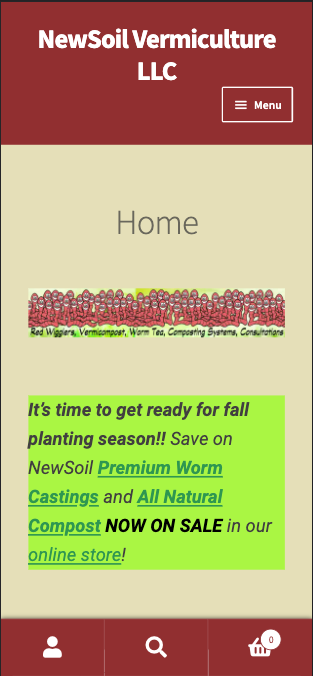 NewSoil Vermiculture
LLC
Menu
Home
Red Wigglers, Vermicompost, Worm Tea, Composting Systems, Consultations
It's time to get ready for fall
planting season!! Save on
NewSoil Premium Worm
Castings and All Natural
Compost NOW ON SALE in our
online store!
0